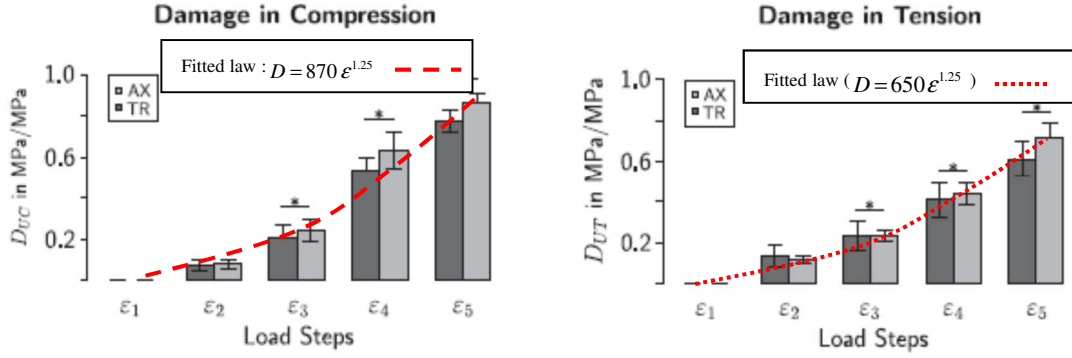 Damage in Compression
Fitted law : D = 870 ε^1.25
AX
TR
D_UC in MPa/MPa
1.0
0.6
0.2
ε₁ ε₂ ε₃ ε₄ ε₅
* * *
Load Steps
Damage in Tension
Fitted law ( D = 650 ε^1.25 )
AX
TR
D_UT in MPa/MPa
1.0
0.6
0.2
* * *
ε₁ ε₂ ε₃ ε₄ ε₅
Load Steps